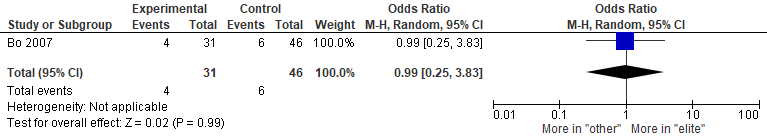 Experimental Control Odds Ratio Odds Ratio
Study or Subgroup Events Total Events Total Weight M-H, Random, 95% CI M-H, Random, 95% CI
Bo 2007 4 31 6 46 100.0% 0.99 [0.25, 3.83]
Total (95% CI) 31 46 100.0% 0.99 [0.25, 3.83]
Total events 4 6
Heterogeneity: Not applicable
Test for overall effect: Z = 0.02 (P = 0.99)
0.01 0.1 1 10 100
More in "other" More in "elite"